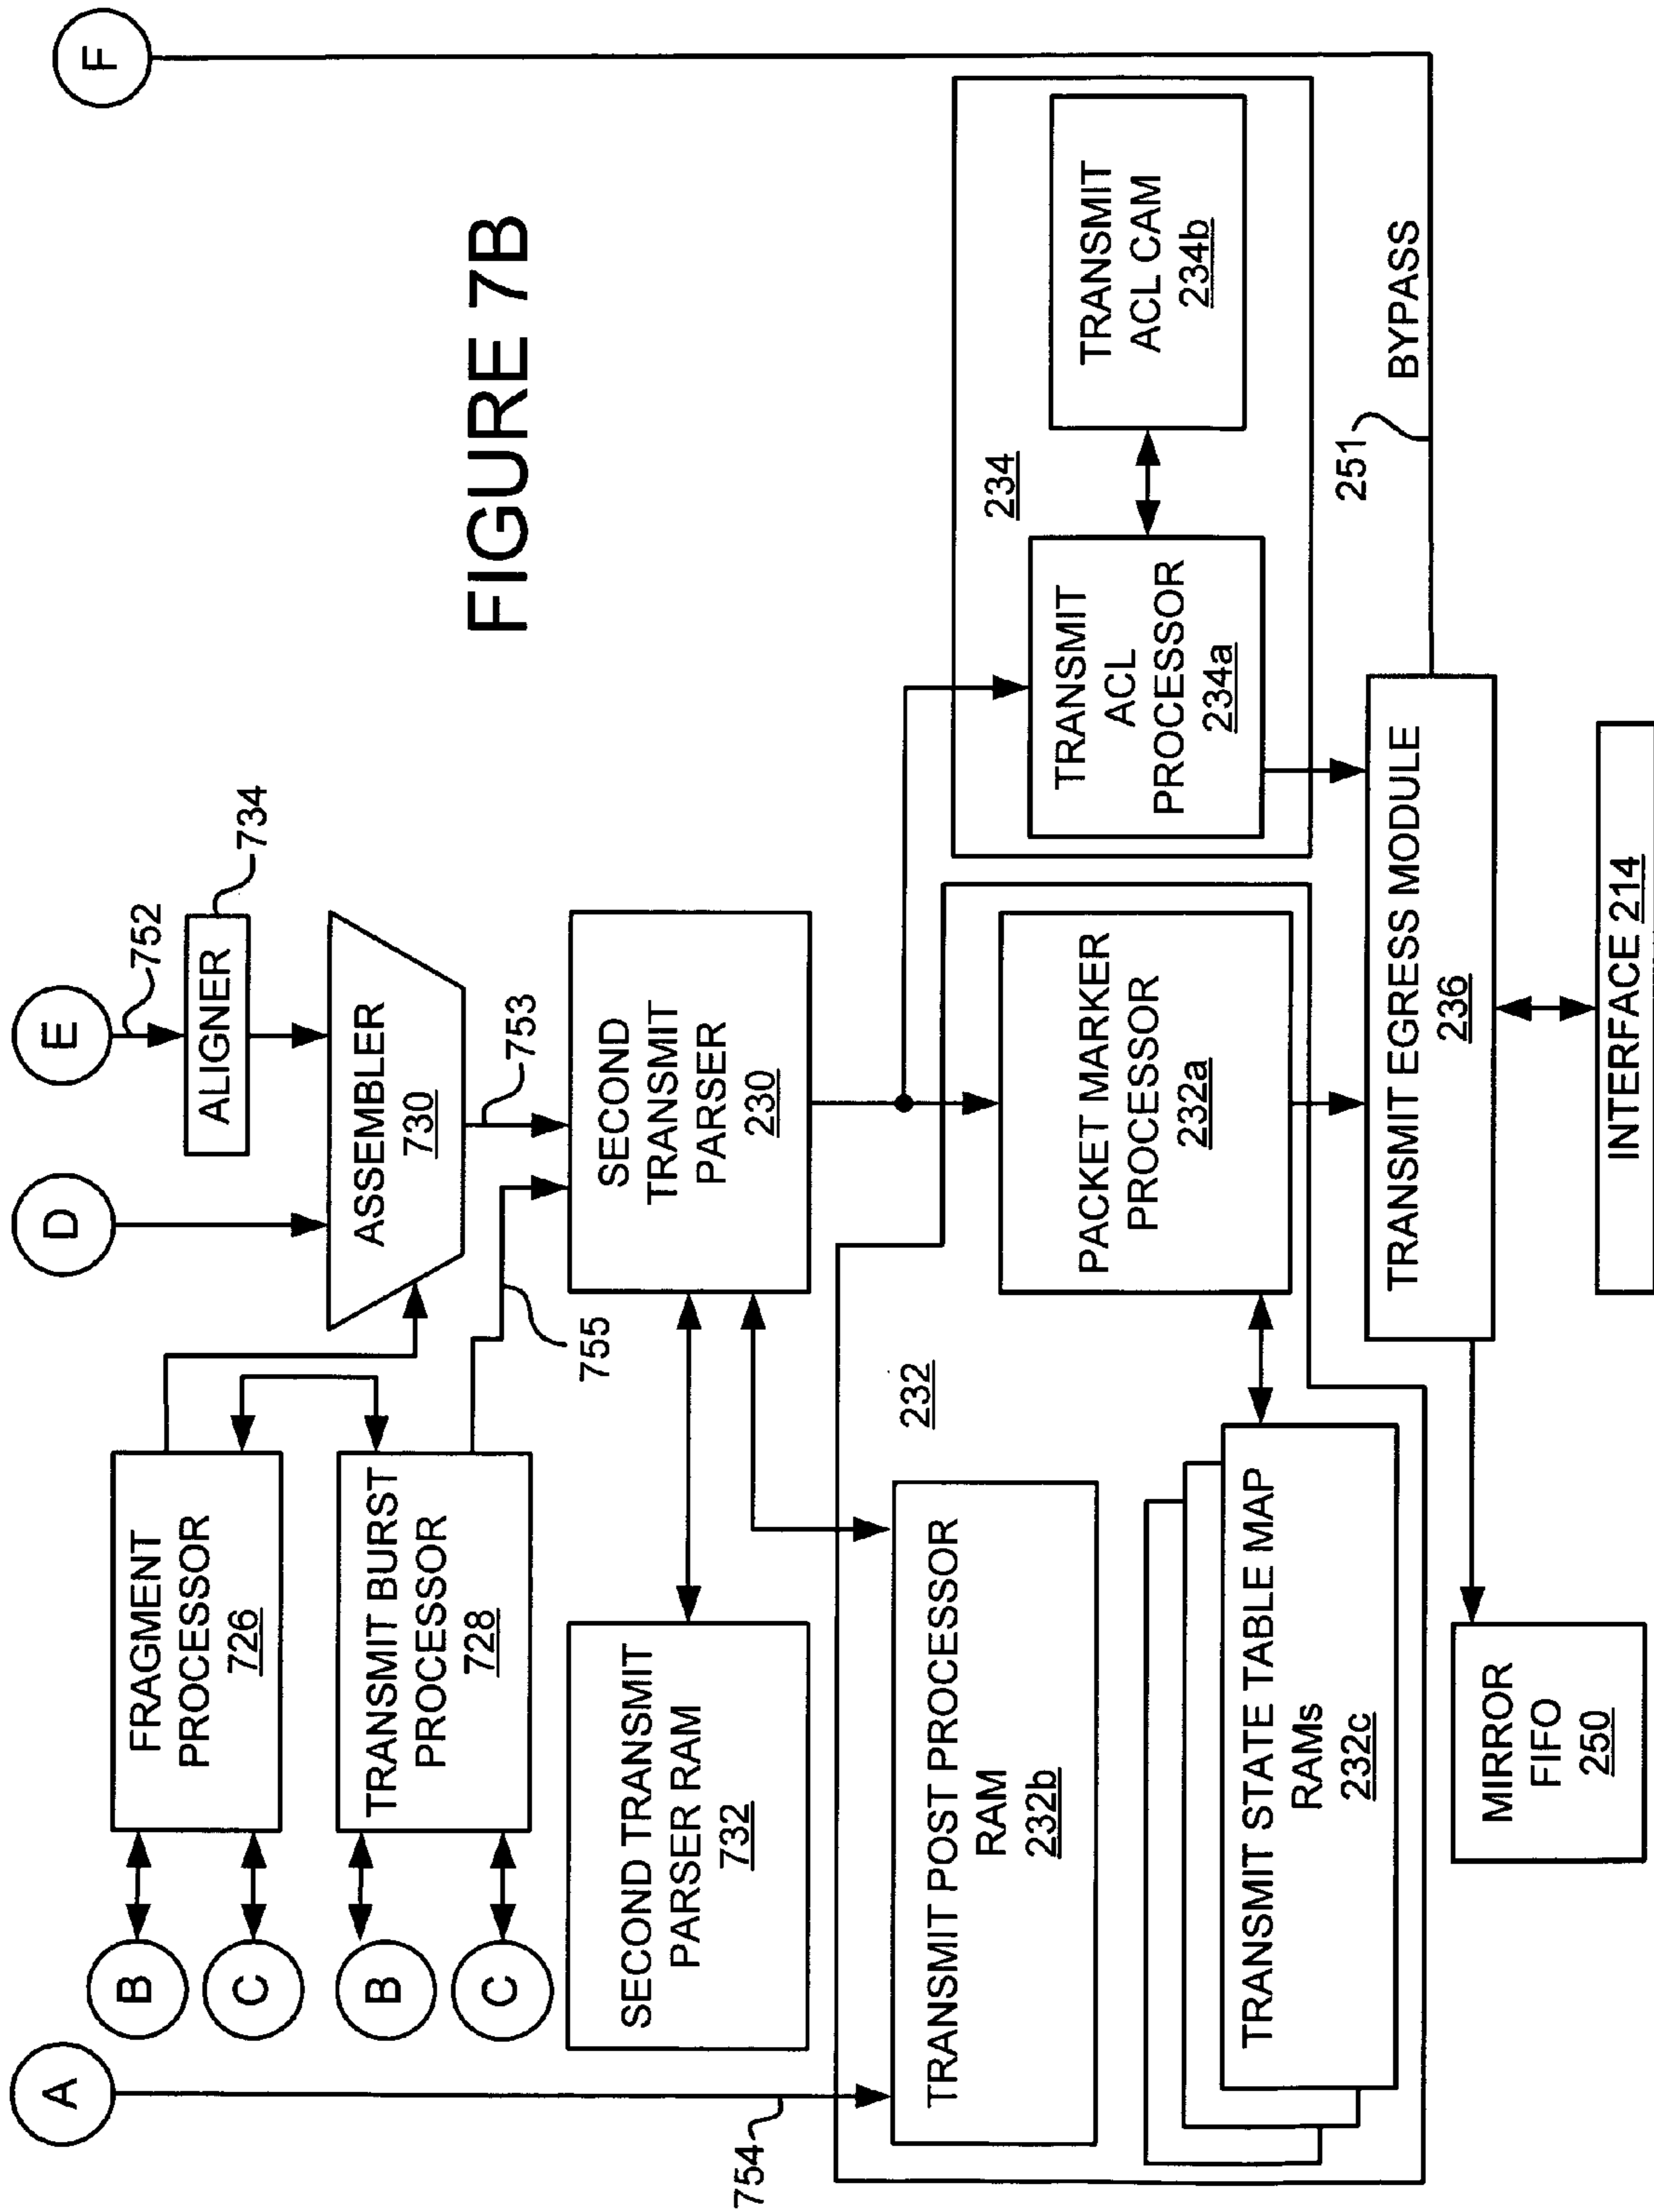 A
B
C
B
C
D
E
F
754
752
FRAGMENT
PROCESSOR
726
TRANSMIT BURST
PROCESSOR
728
755
ALIGNER
734
ASSEMBLER
730
753
FIGURE 7B
SECOND TRANSMIT
PARSER RAM
732
SECOND
TRANSMIT
PARSER
230
232
TRANSMIT POST PROCESSOR
RAM
232b
PACKET MARKER
PROCESSOR
232a
TRANSMIT STATE TABLE MAP
RAMs
232c
234
TRANSMIT
ACL
PROCESSOR
234a
TRANSMIT
ACL CAM
234b
251
BYPASS
TRANSMIT EGRESS MODULE
236
MIRROR
FIFO
250
INTERFACE 214